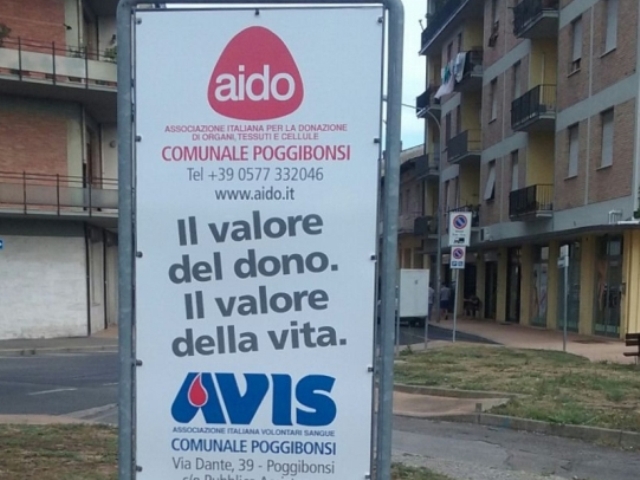 aido
ASSOCIAZIONE ITALIANA PER LA DONAZIONE
DI ORGANI, TESSUTI E CELLULE
COMUNALE POGGIBONSI
Tel +39 0577 332046
www.aido.it
Il valore
del dono.
Il valore
della vita.
AVIS
ASSOCIAZIONE ITALIANA VOLONTARI SANGUE
COMUNALE POGGIBONSI
Via Dante, 39 - Poggibonsi
c/o Pubblica